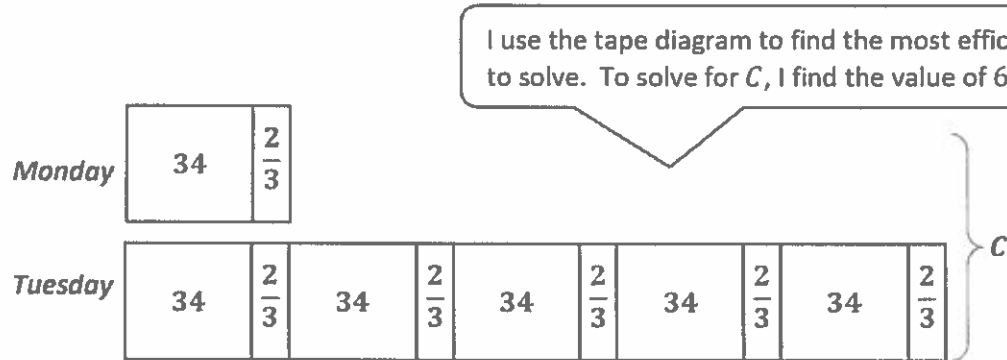 I use the tape diagram to find the most effic
to solve. To solve for C, I find the value of 6
Monday 34 2/3
Tuesday 34 2/3 34 2/3 34 2/3 34 2/3 34 2/3
C